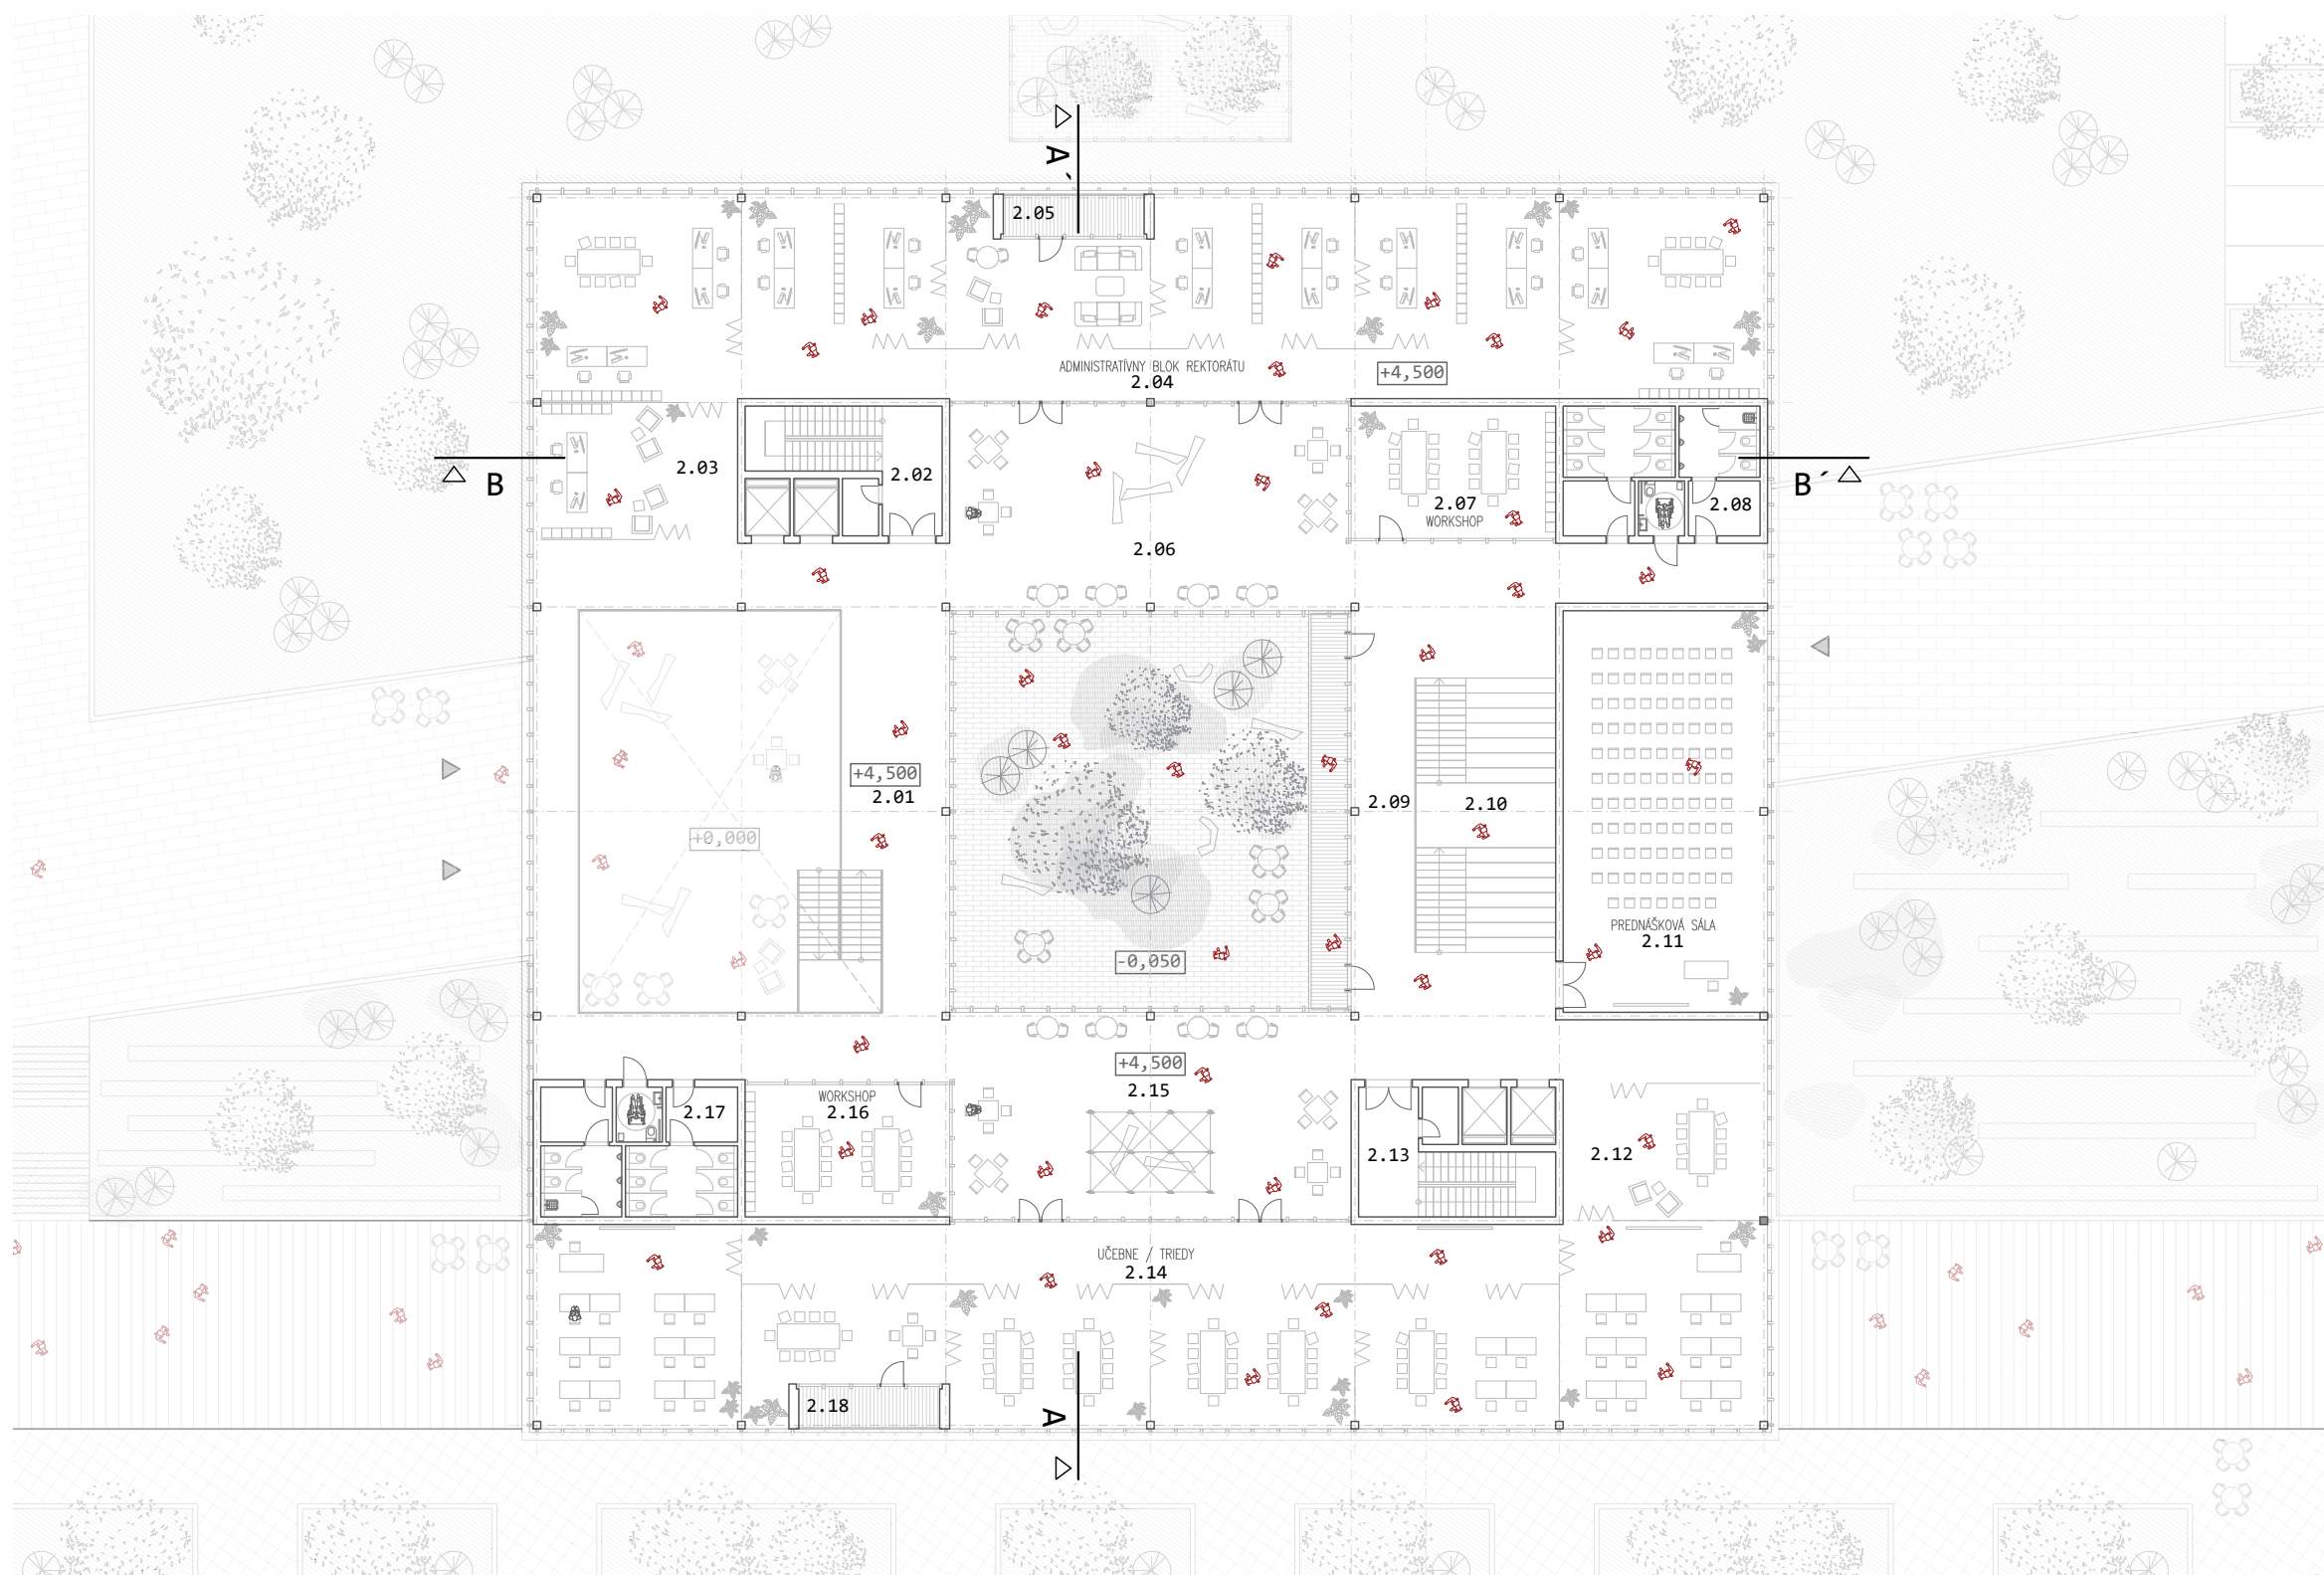 A´
2.05
ADMINISTRATÍVNY BLOK REKTORÁTU
2.04
+4,500
B
2.03
2.02
2.07
WORKSHOP
2.08
B´
2.06
+4,500
2.01
+0,000
2.09
2.10
PREDNÁŠKOVÁ SÁLA
2.11
-0,050
+4,500
2.15
WORKSHOP
2.16
2.17
2.13
2.12
UČEBNE / TRIEDY
2.14
2.18
A